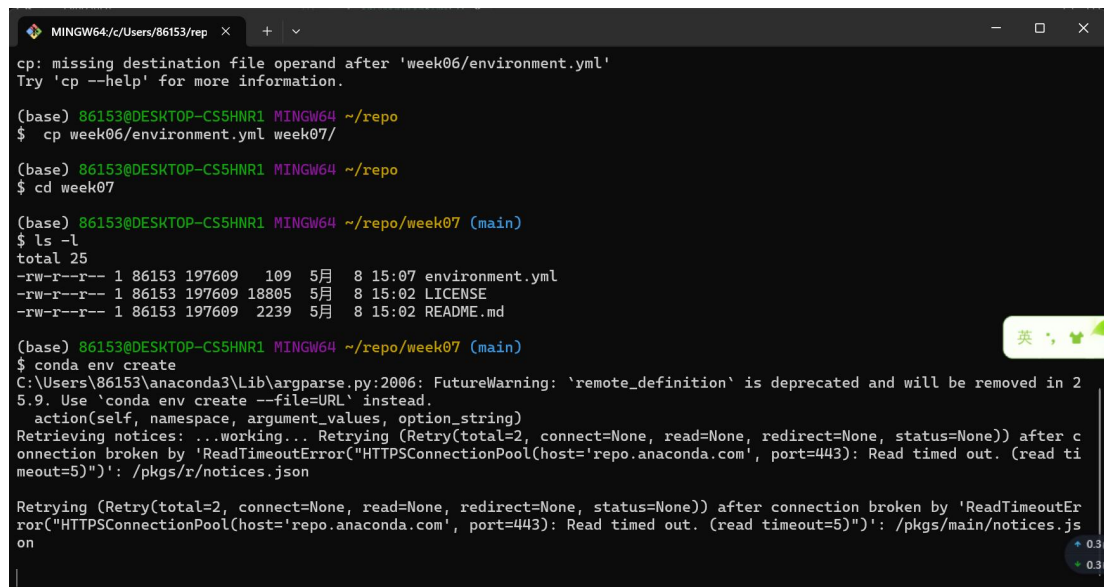 MINGW64:/c/Users/86153/rep
cp: missing destination file operand after 'week06/environment.yml'
Try 'cp --help' for more information.
(base) 86153@DESKTOP-CS5HNR1 MINGW64 ~/repo
$  cp week06/environment.yml week07/
(base) 86153@DESKTOP-CS5HNR1 MINGW64 ~/repo
$ cd week07
(base) 86153@DESKTOP-CS5HNR1 MINGW64 ~/repo/week07 (main)
$ ls -l
total 25
-rw-r--r-- 1 86153 197609   109  5月   8 15:07 environment.yml
-rw-r--r-- 1 86153 197609 18805  5月   8 15:02 LICENSE
-rw-r--r-- 1 86153 197609  2239  5月   8 15:02 README.md
英
(base) 86153@DESKTOP-CS5HNR1 MINGW64 ~/repo/week07 (main)
$ conda env create
C:\Users\86153\anaconda3\Lib\argparse.py:2006: FutureWarning: `remote_definition` is deprecated and will be removed in 2
5.9. Use `conda env create --file=URL` instead.
  action(self, namespace, argument_values, option_string)
Retrieving notices: ...working... Retrying (Retry(total=2, connect=None, read=None, redirect=None, status=None)) after c
onnection broken by 'ReadTimeoutError("HTTPSConnectionPool(host='repo.anaconda.com', port=443): Read timed out. (read ti
meout=5)")': /pkgs/r/notices.json
Retrying (Retry(total=2, connect=None, read=None, redirect=None, status=None)) after connection broken by 'ReadTimeoutEr
ror("HTTPSConnectionPool(host='repo.anaconda.com', port=443): Read timed out. (read timeout=5)")': /pkgs/main/notices.js
on